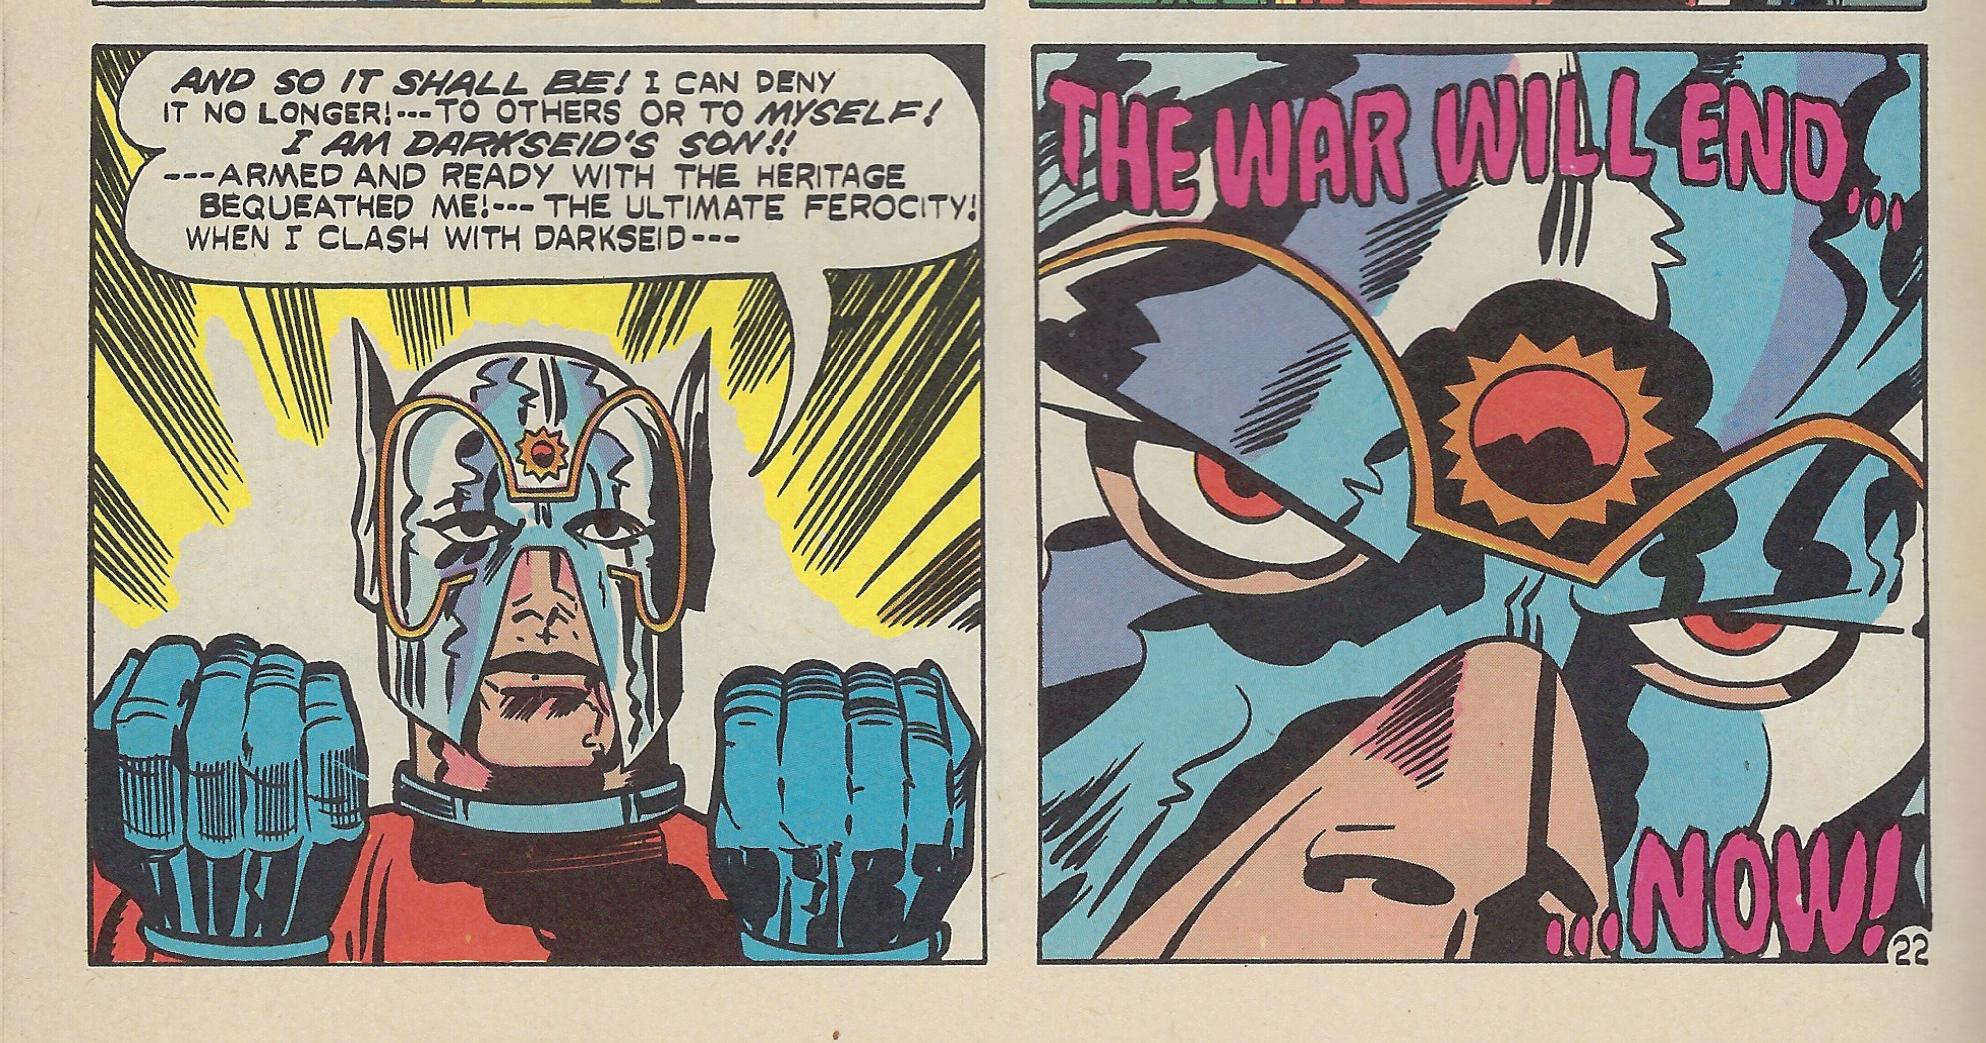 AND SO IT SHALL BE! I CAN DENY
IT NO LONGER!---TO OTHERS OR TO MYSELF!
I AM DARKSEID'S SON!!
---ARMED AND READY WITH THE HERITAGE
BEQUEATHED ME!--- THE ULTIMATE FEROCITY!
WHEN I CLASH WITH DARKSEID---
THE WAR WILL END...
...NOW!
22